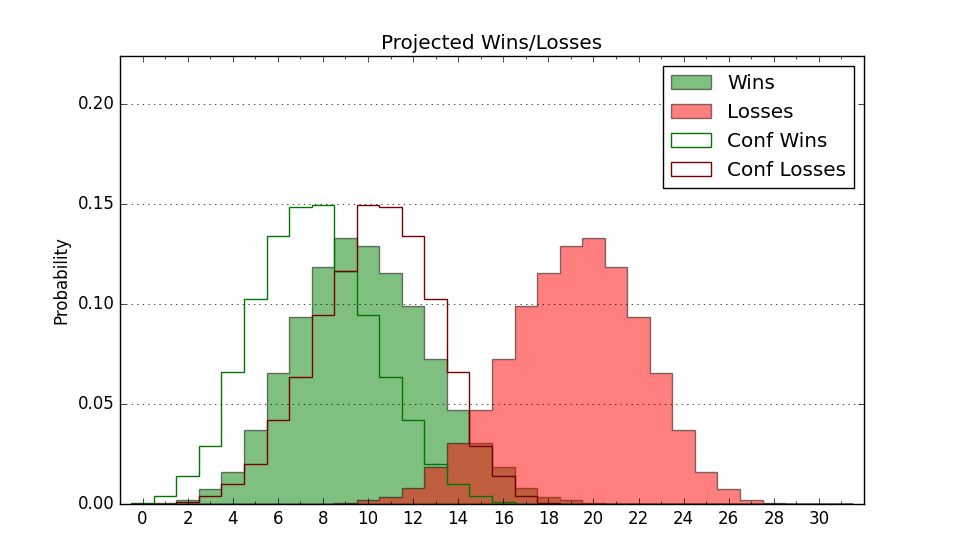 Projected Wins/Losses
Wins
Losses
Conf Wins
Conf Losses
Probability
0.20
0.15
0.10
0.05
0.00
0 2 4 6 8 10 12 14 16 18 20 22 24 26 28 30